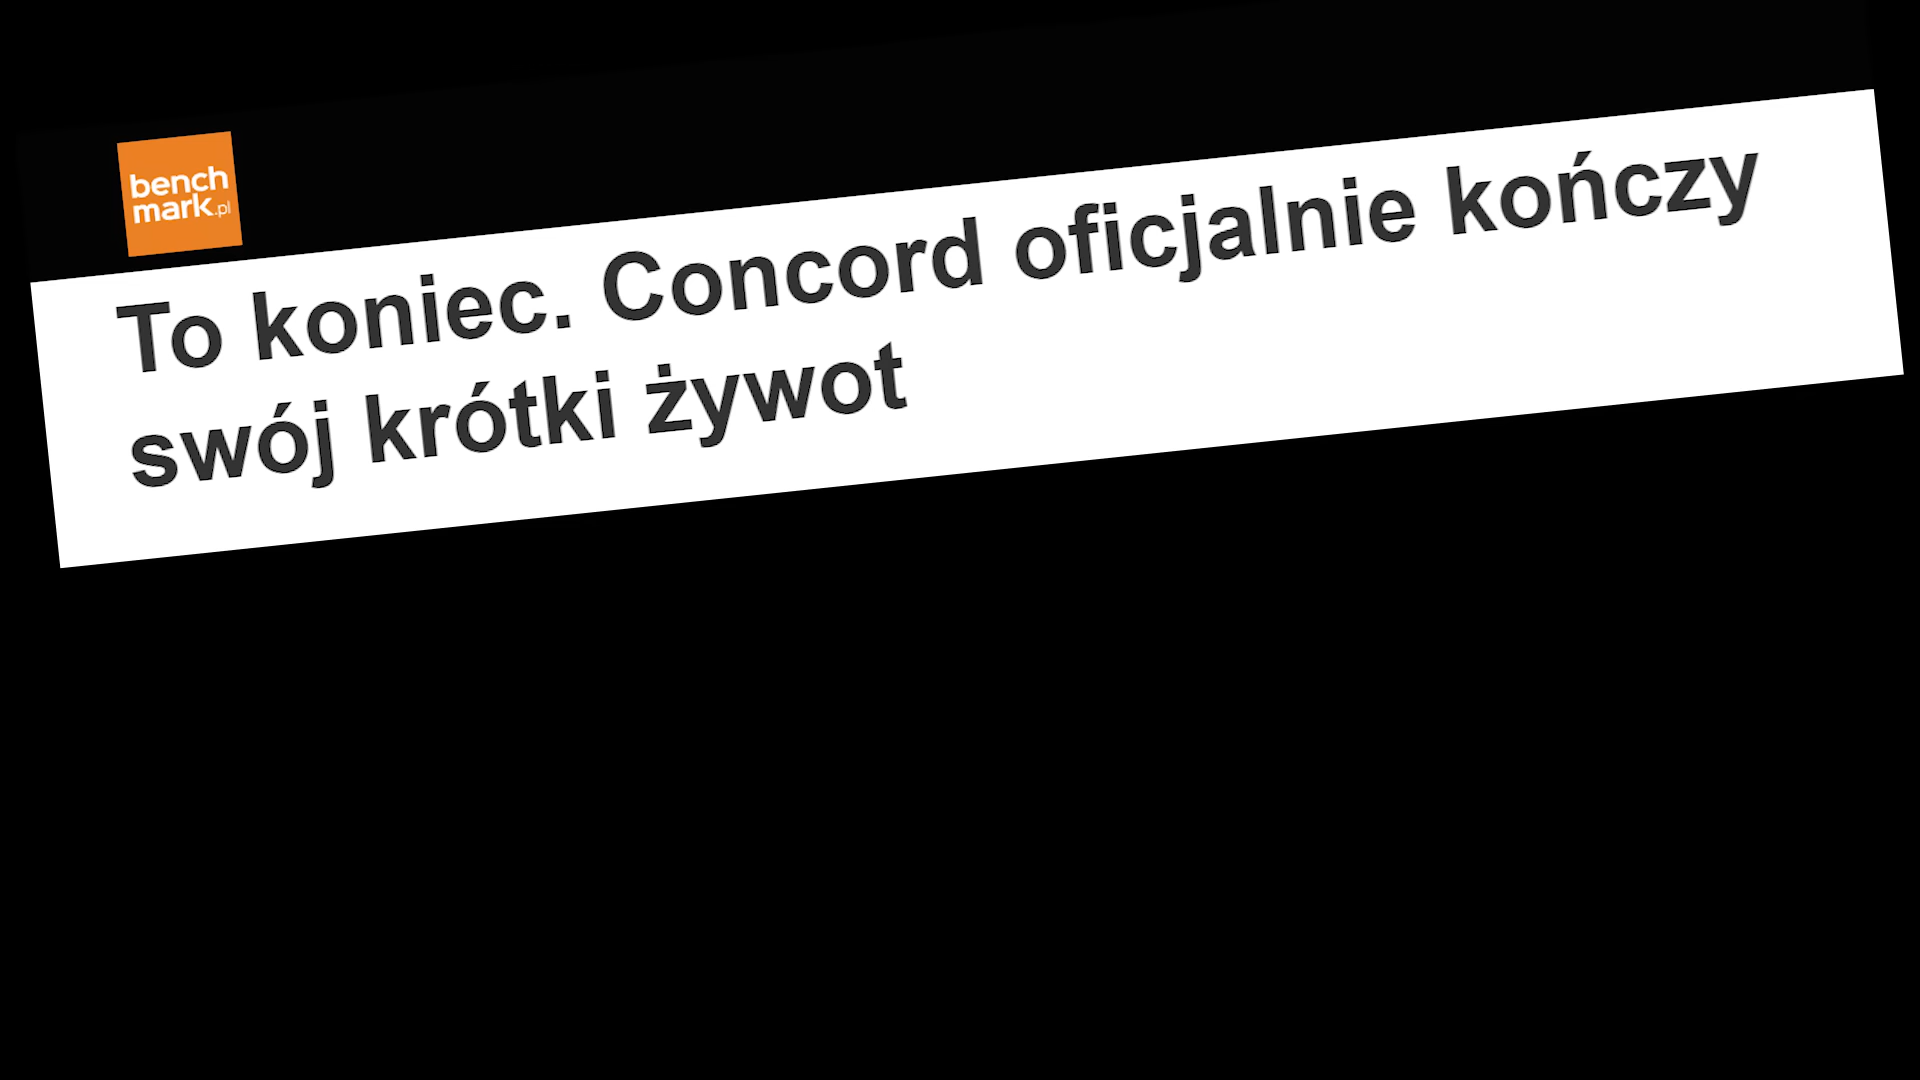 bench
mark.pl
To koniec. Concord oficjalnie kończy
swój krótki żywot